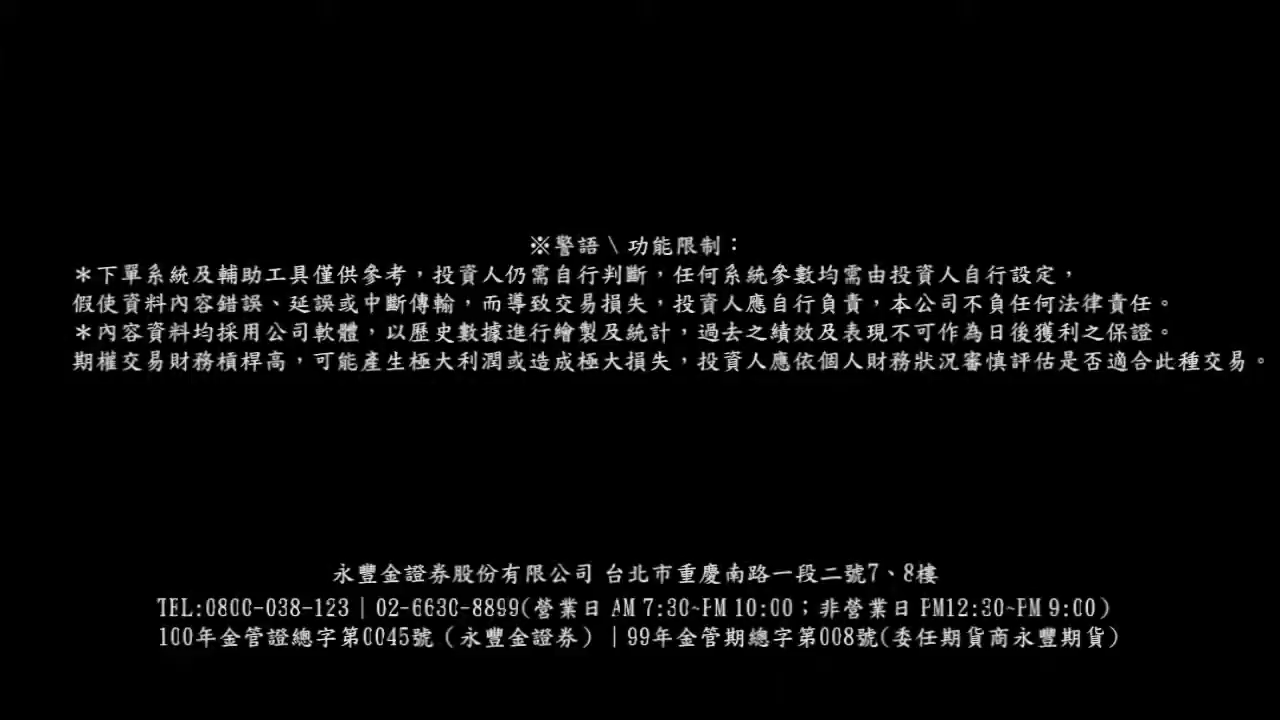 ※警語 \ 功能限制：
＊下單系統及輔助工具僅供參考，投資人仍需自行判斷，任何系統參數均需由投資人自行設定，
假使資料內容錯誤、延誤或中斷傳輸，而導致交易損失，投資人應自行負責，本公司不負任何法律責任。
＊內容資料均採用公司軟體，以歷史數據進行繪製及統計，過去之績效及表現不可作為日後獲利之保證。
期權交易財務槓桿高，可能產生極大利潤或造成極大損失，投資人應依個人財務狀況審慎評估是否適合此種交易。
永豐金證券股份有限公司 台北市重慶南路一段二號7、8樓
TEL:0800-038-123｜02-6630-8899(營業日 AM 7:30~PM 10:00；非營業日 PM12:30~PM 9:00)
100年金管證總字第0045號（永豐金證券）｜99年金管期總字第008號(委任期貨商永豐期貨)